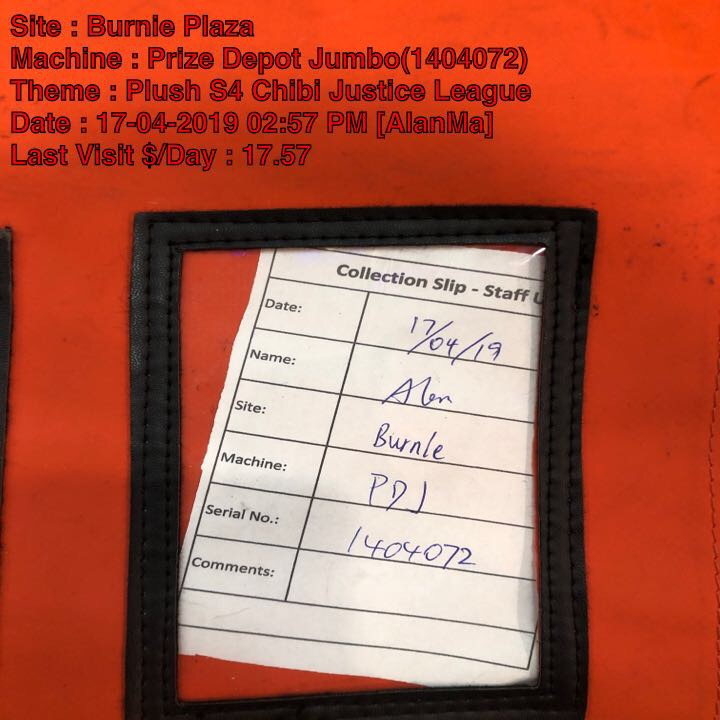 Site : Burnie Plaza
Machine : Prize Depot Jumbo(1404072)
Theme : Plush S4 Chibi Justice League
Date : 17-04-2019 02:57 PM [AlanMa]
Last Visit $/Day : 17.57
Collection Slip - Staff U
Date: 17/04/19
Name: Alan
Site: Burnie
Machine: PDJ
Serial No.: 1404072
Comments: